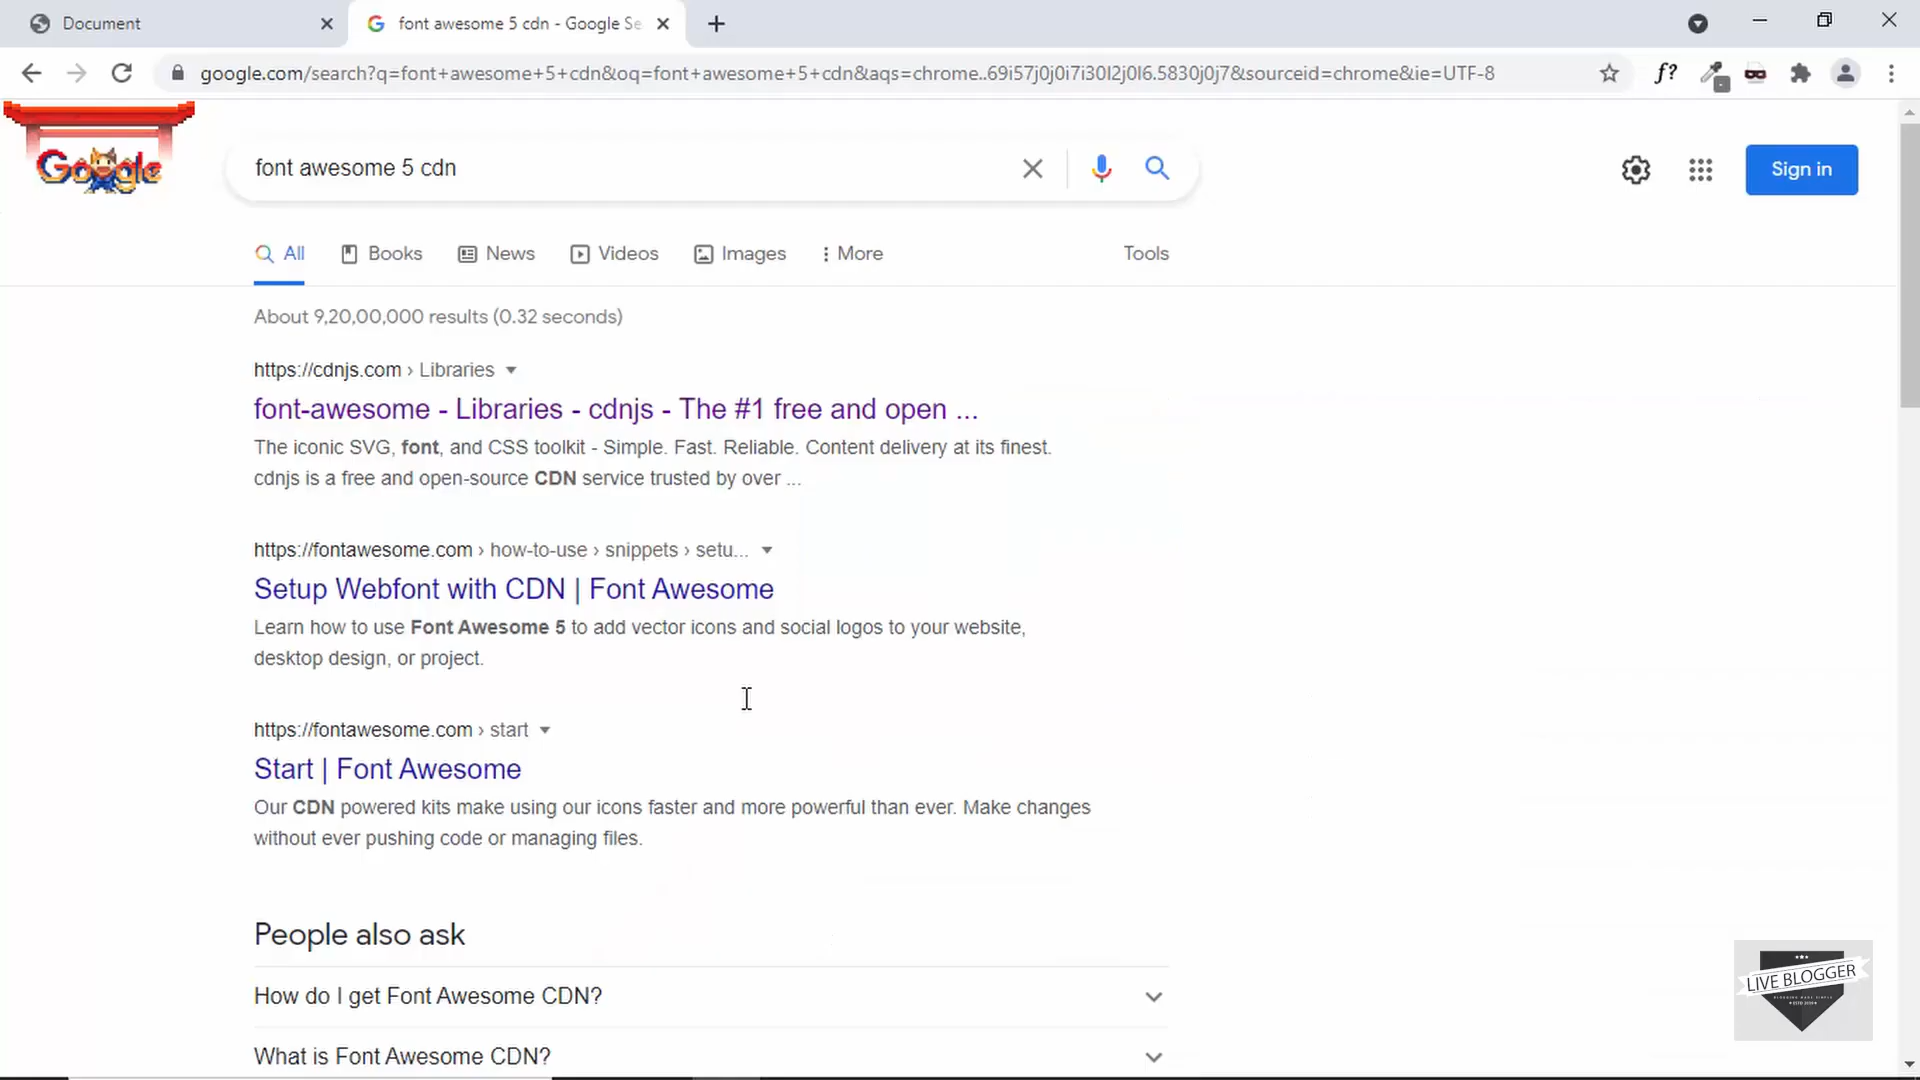 Document
font awesome 5 cdn - Google Se
google.com/search?q=font+awesome+5+cdn&oq=font+awesome+5+cdn&aqs=chrome..69i57j0j0i7i30l2j0l6.5830j0j7&sourceid=chrome&ie=UTF-8
f?
Google
font awesome 5 cdn
Sign in
All
Books
News
Videos
Images
More
Tools
About 9,20,00,000 results (0.32 seconds)
https://cdnjs.com › Libraries
font-awesome - Libraries - cdnjs - The #1 free and open ...
The iconic SVG, font, and CSS toolkit - Simple. Fast. Reliable. Content delivery at its finest.
cdnjs is a free and open-source CDN service trusted by over ...
https://fontawesome.com › how-to-use › snippets › setu...
Setup Webfont with CDN | Font Awesome
Learn how to use Font Awesome 5 to add vector icons and social logos to your website,
desktop design, or project.
https://fontawesome.com › start
Start | Font Awesome
Our CDN powered kits make using our icons faster and more powerful than ever. Make changes
without ever pushing code or managing files.
People also ask
How do I get Font Awesome CDN?
What is Font Awesome CDN?
LIVE BLOGGER